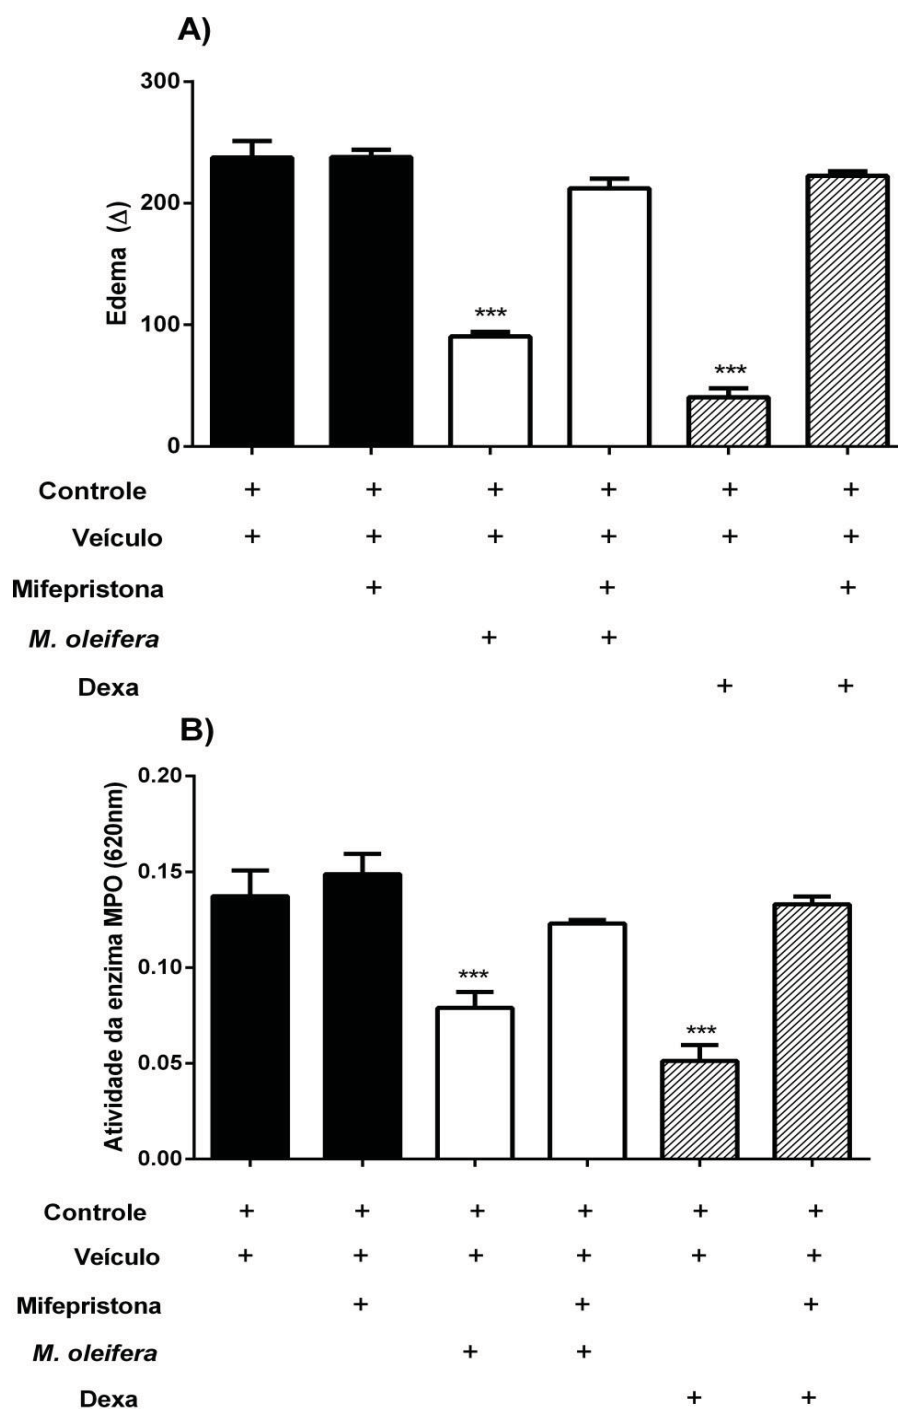 A)
300
200
100
0
Edema (Δ)
***
***
Controle + + + + + +
Veículo + + + + + +
Mifepristona + + +
M. oleifera + +
Dexa + +
B)
0.20
0.15
0.10
0.05
0.00
Atividade da enzima MPO (620nm)
***
***
Controle + + + + + +
Veículo + + + + + +
Mifepristona + + +
M. oleifera + +
Dexa + +